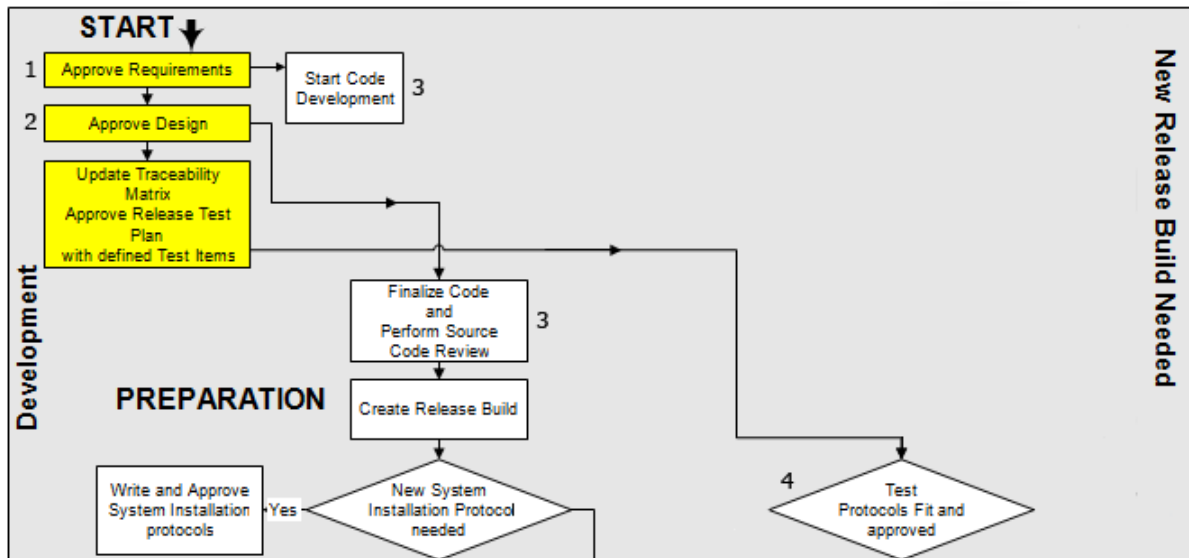 START
1
Approve Requirements
Start Code
Development
3
2
Approve Design
Update Traceability
Matrix
Approve Release Test
Plan
with defined Test Items
Development
New Release Build Needed
Finalize Code
and
Perform Source
Code Review
3
PREPARATION
Create Release Build
Write and Approve
System Installation
protocols
Yes
New System
Installation Protocol
needed
4
Test
Protocols Fit and
approved